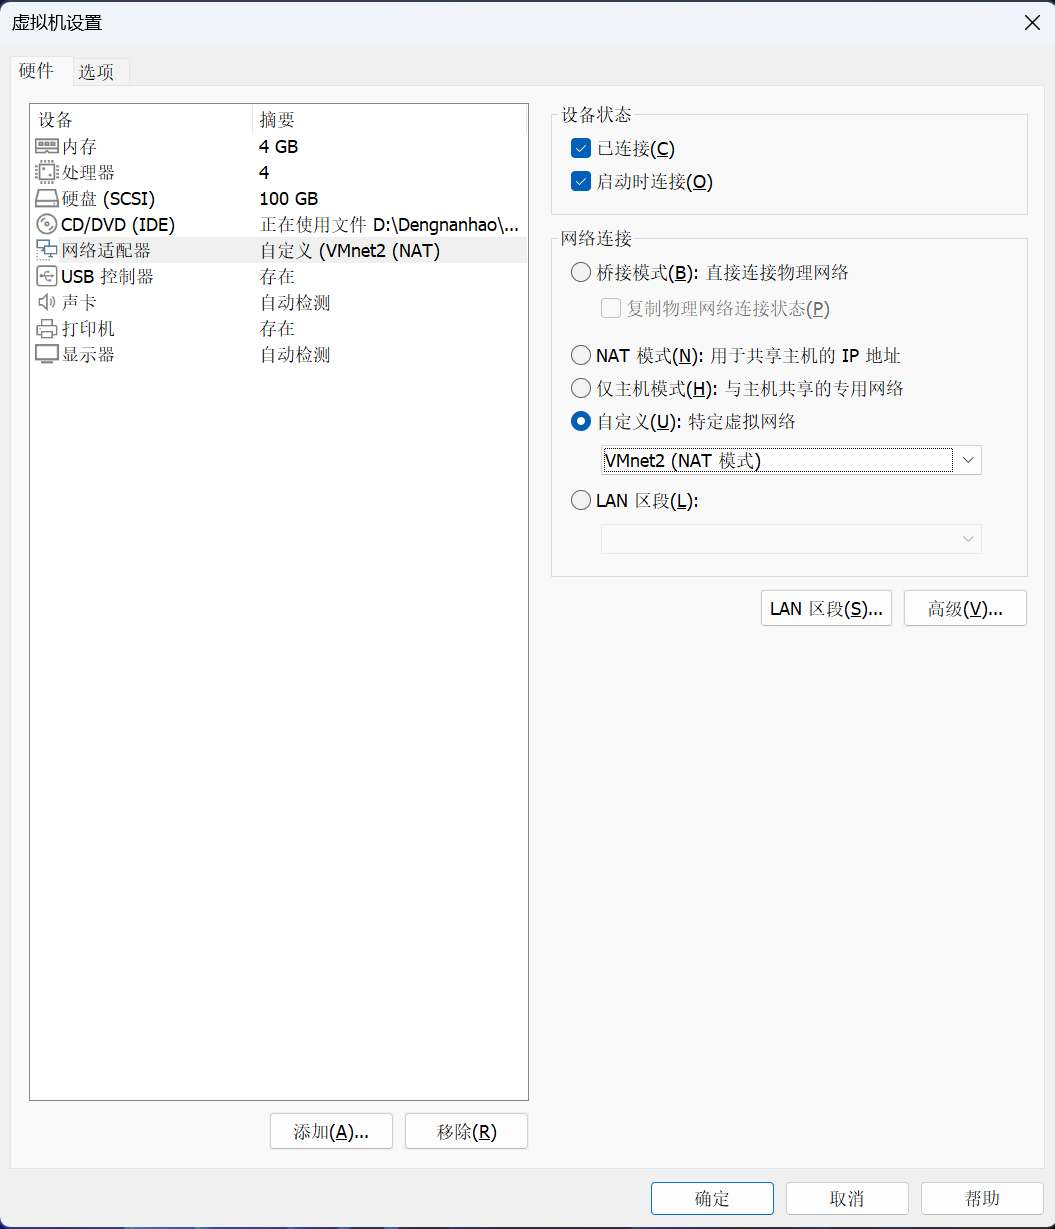 虚拟机设置
硬件 选项
设备 摘要
内存 4 GB
处理器 4
硬盘 (SCSI) 100 GB
CD/DVD (IDE) 正在使用文件 D:\Dengnanhao\...
网络适配器 自定义 (VMnet2 (NAT)
USB 控制器 存在
声卡 自动检测
打印机 存在
显示器 自动检测
添加(A)... 移除(R)
设备状态
已连接(C)
启动时连接(O)
网络连接
桥接模式(B): 直接连接物理网络
复制物理网络连接状态(P)
NAT 模式(N): 用于共享主机的 IP 地址
仅主机模式(H): 与主机共享的专用网络
自定义(U): 特定虚拟网络
VMnet2 (NAT 模式)
LAN 区段(L):
LAN 区段(S)... 高级(V)...
确定 取消 帮助